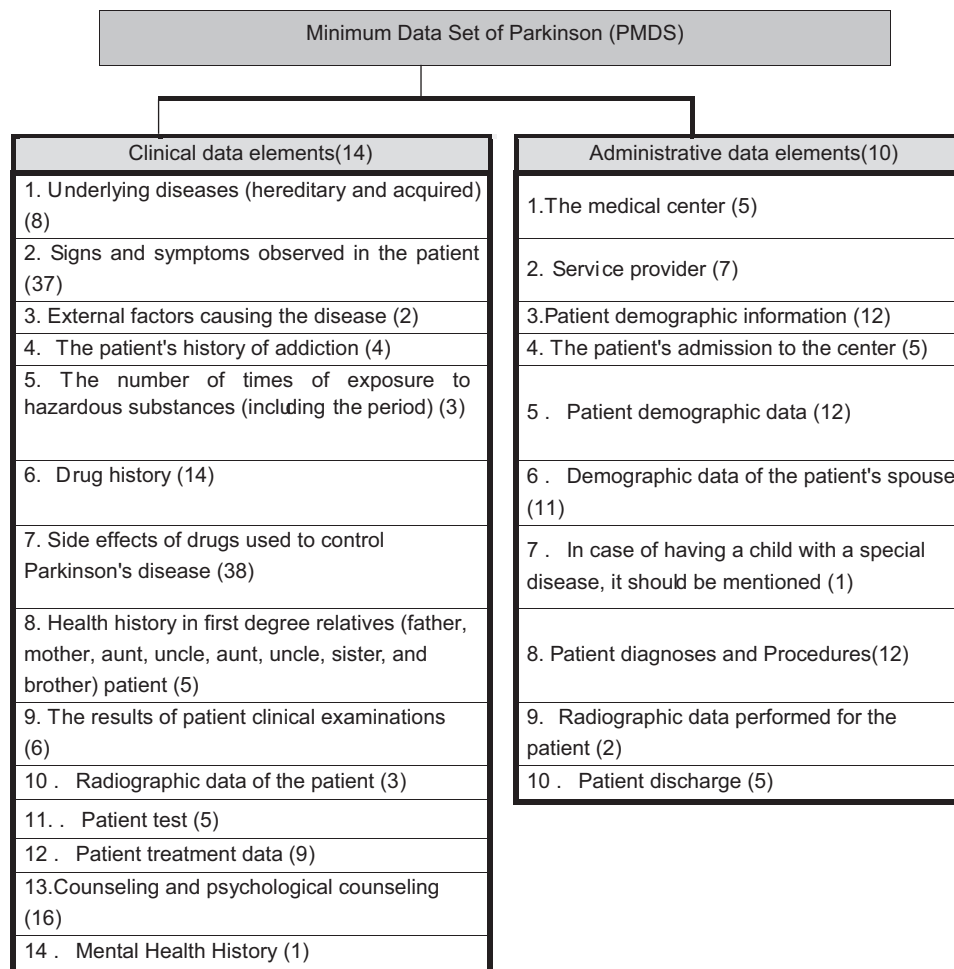 Minimum Data Set of Parkinson (PMDS)
Clinical data elements(14)
1. Underlying diseases (hereditary and acquired)
(8)
2. Signs and symptoms observed in the patient
(37)
3. External factors causing the disease (2)
4. The patient's history of addiction (4)
5. The number of times of exposure to
hazardous substances (including the period) (3)
6. Drug history (14)
7. Side effects of drugs used to control
Parkinson's disease (38)
8. Health history in first degree relatives (father,
mother, aunt, uncle, aunt, uncle, sister, and
brother) patient (5)
9. The results of patient clinical examinations
(6)
10 . Radiographic data of the patient (3)
11. . Patient test (5)
12 . Patient treatment data (9)
13.Counseling and psychological counseling
(16)
14 . Mental Health History (1)
Administrative data elements(10)
1.The medical center (5)
2. Service provider (7)
3.Patient demographic information (12)
4. The patient's admission to the center (5)
5 . Patient demographic data (12)
6 . Demographic data of the patient's spouse
(11)
7 . In case of having a child with a special
disease, it should be mentioned (1)
8. Patient diagnoses and Procedures(12)
9. Radiographic data performed for the
patient (2)
10 . Patient discharge (5)